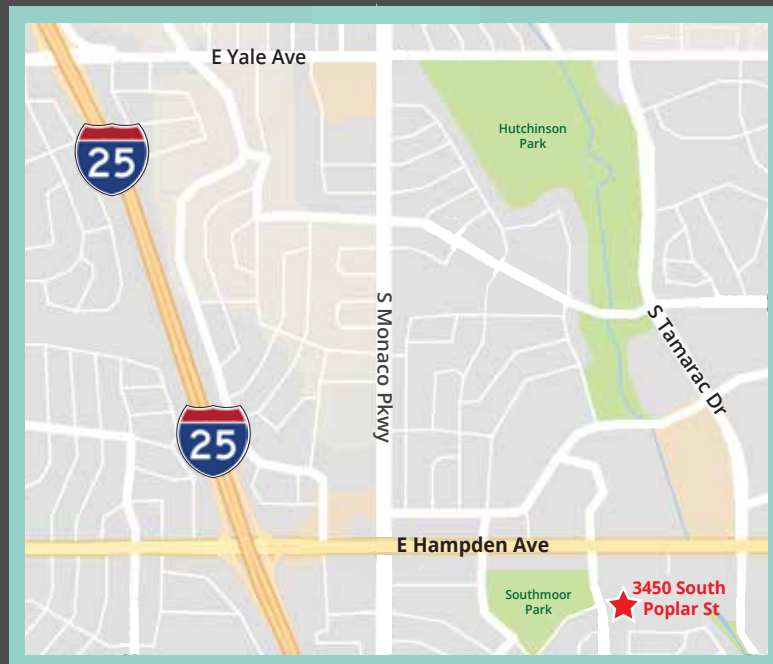 E Yale Ave
25
Hutchinson
Park
S Monaco Pkwy
S Tamarac Dr
25
E Hampden Ave
Southmoor
Park
3450 South
Poplar St